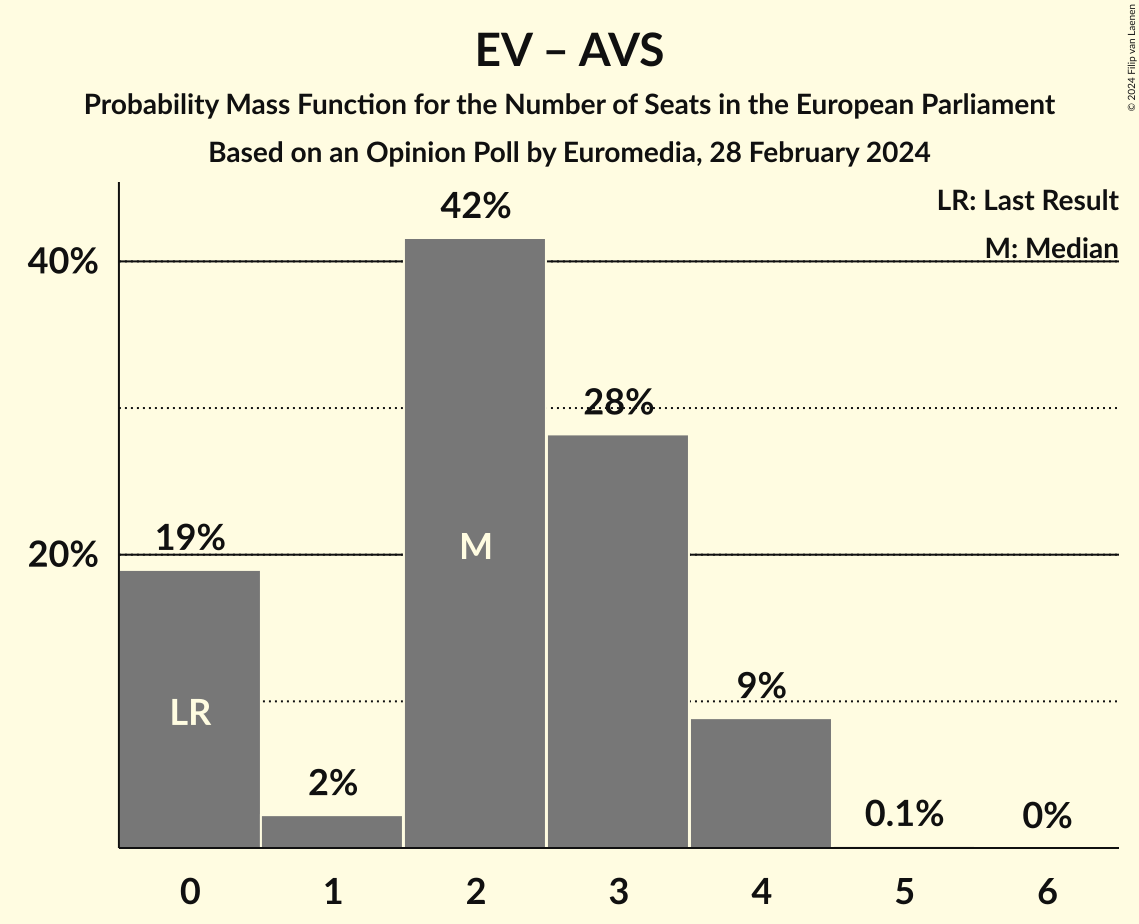 EV – AVS
Probability Mass Function for the Number of Seats in the European Parliament
Based on an Opinion Poll by Euromedia, 28 February 2024
© 2024 Filip van Laenen
LR: Last Result
M: Median
42%
40%
28%
19%
20%
M
9%
LR
2%
0.1%
0%
0 1 2 3 4 5 6